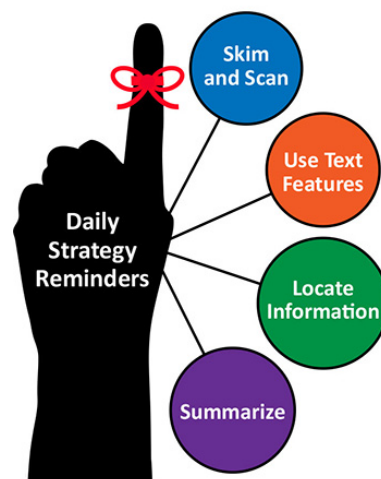 Daily
Strategy
Reminders
Skim
and Scan
Use Text
Features
Locate
Information
Summarize